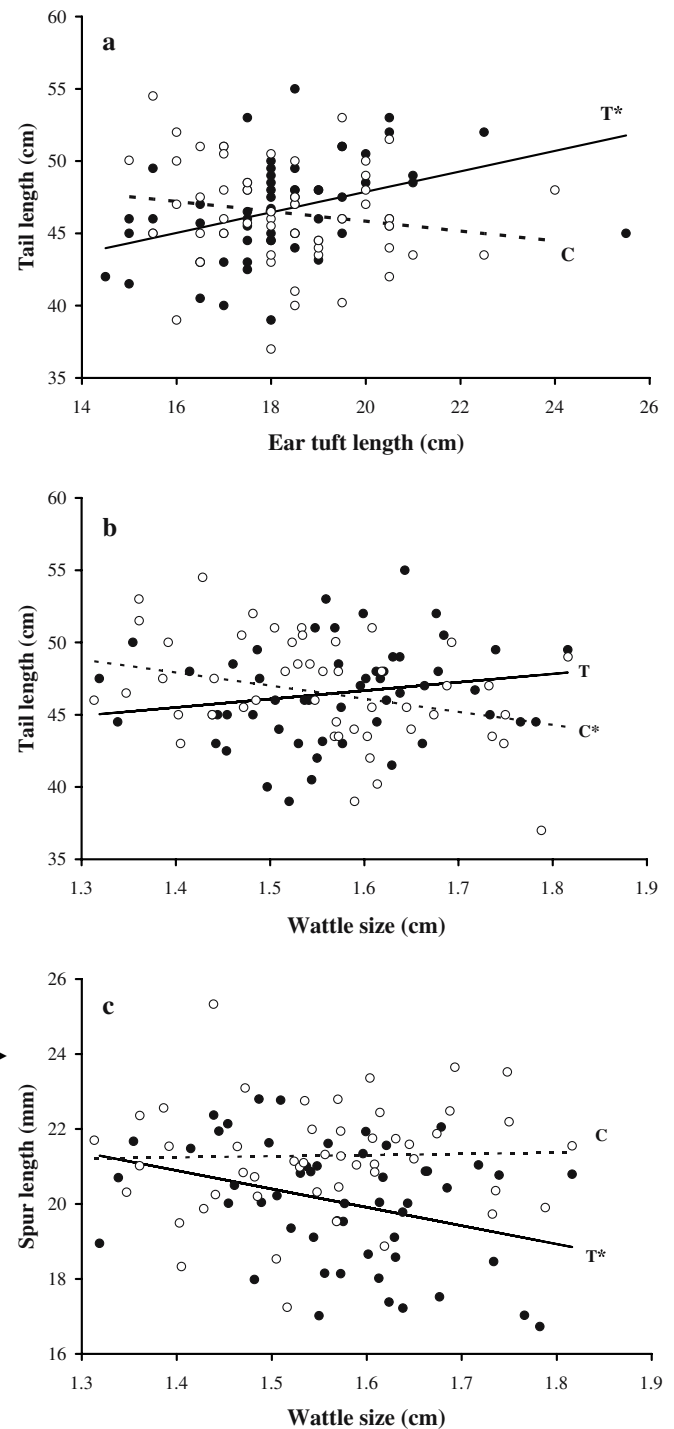 60
a
55
T*
50
Tail length (cm)
45
C
40
35
14 16 18 20 22 24 26
Ear tuft length (cm)
60
b
55
50
T
Tail length (cm)
45
C*
40
35
1.3 1.4 1.5 1.6 1.7 1.8 1.9
Wattle size (cm)
26
c
24
22
C
Spur length (mm)
20
T*
18
16
1.3 1.4 1.5 1.6 1.7 1.8 1.9
Wattle size (cm)